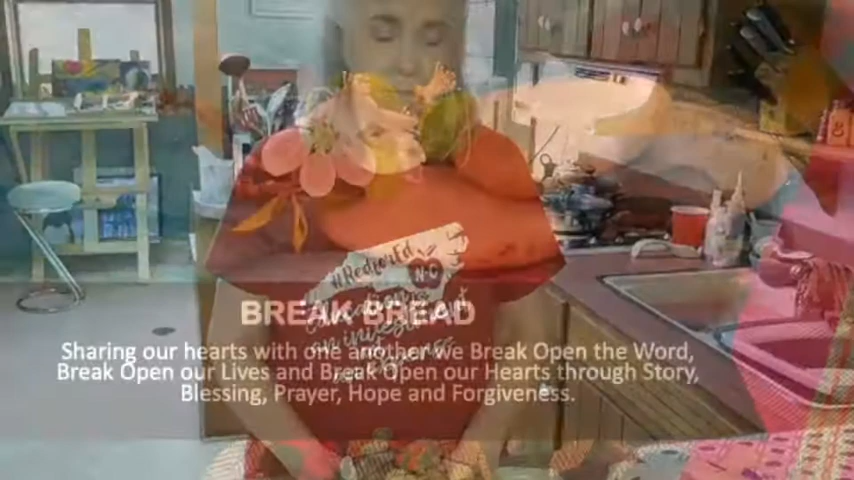 #RedforEd
N C
BREAK BREAD
Sharing our hearts with one another we Break Open the Word,
Break Open our Lives and Break Open our Hearts through Story,
Blessing, Prayer, Hope and Forgiveness.